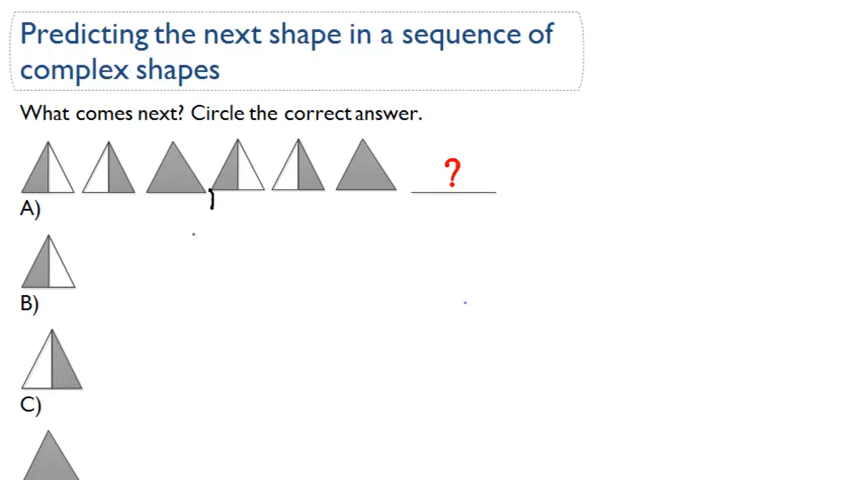 Predicting the next shape in a sequence of
complex shapes
What comes next? Circle the correct answer.
?
A)
B)
C)